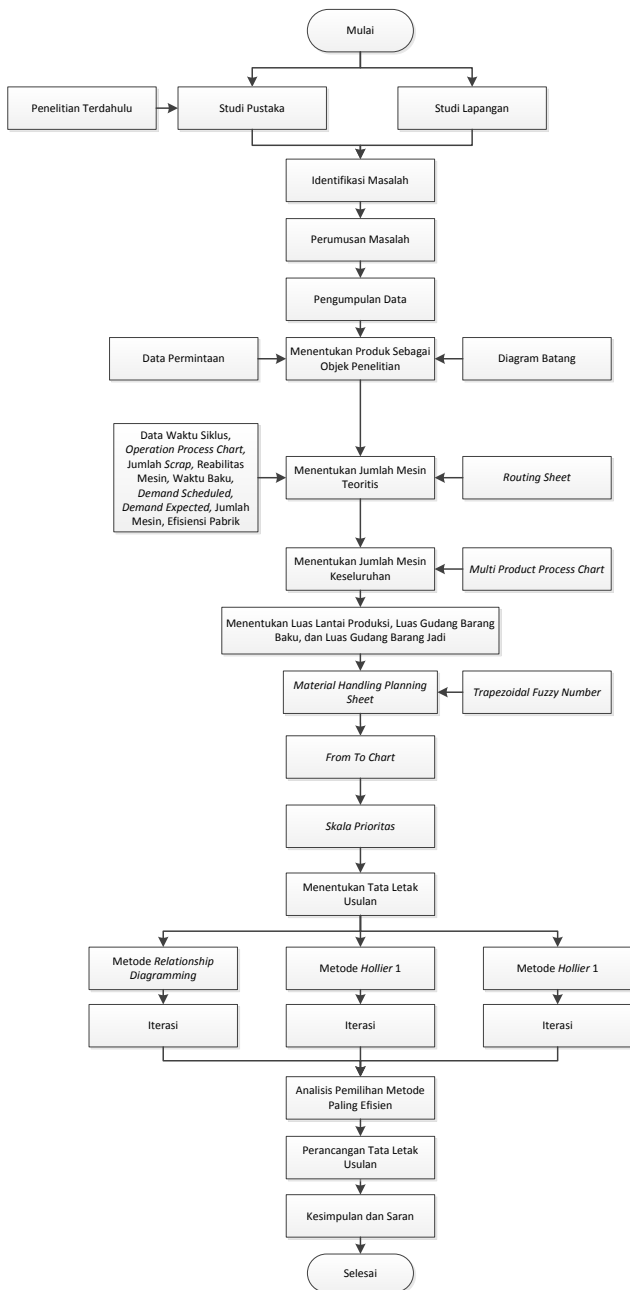 Mulai
Penelitian Terdahulu
Studi Pustaka
Studi Lapangan
Identifikasi Masalah
Perumusan Masalah
Pengumpulan Data
Data Permintaan
Menentukan Produk Sebagai
Objek Penelitian
Diagram Batang
Data Waktu Siklus,
Operation Process Chart,
Jumlah Scrap, Reabilitas
Mesin, Waktu Baku,
Demand Scheduled,
Demand Expected, Jumlah
Mesin, Efisiensi Pabrik
Menentukan Jumlah Mesin
Teoritis
Routing Sheet
Menentukan Jumlah Mesin
Keseluruhan
Multi Product Process Chart
Menentukan Luas Lantai Produksi, Luas Gudang Barang
Baku, dan Luas Gudang Barang Jadi
Material Handling Planning
Sheet
Trapezoidal Fuzzy Number
From To Chart
Skala Prioritas
Menentukan Tata Letak
Usulan
Metode Relationship
Diagramming
Metode Hollier 1
Metode Hollier 1
Iterasi
Iterasi
Iterasi
Analisis Pemilihan Metode
Paling Efisien
Perancangan Tata Letak
Usulan
Kesimpulan dan Saran
Selesai